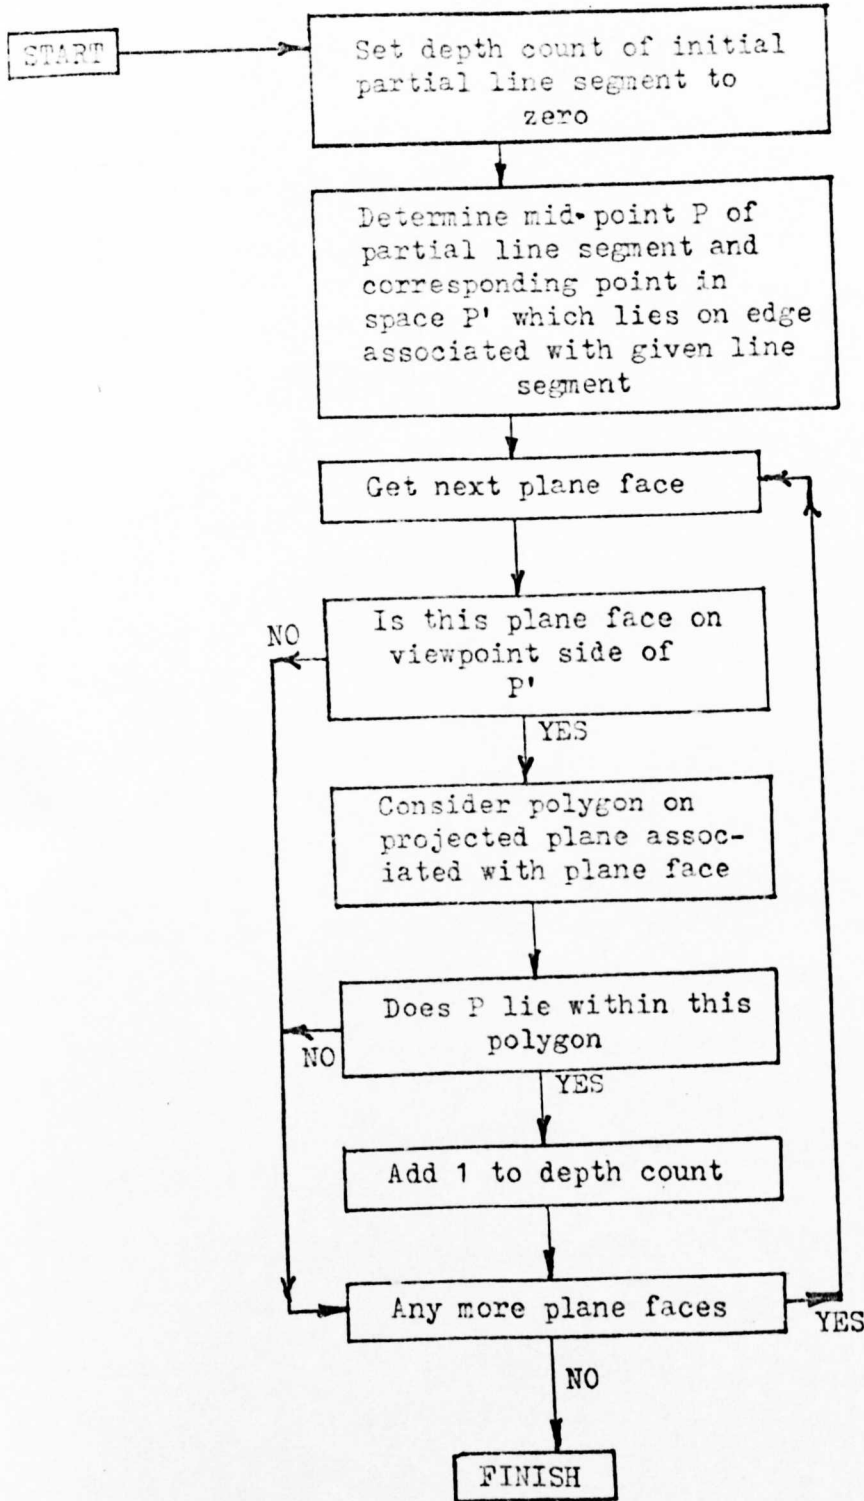 START
Set depth count of initial
partial line segment to
zero
Determine mid-point P of
partial line segment and
corresponding point in
space P' which lies on edge
associated with given line
segment
Get next plane face
Is this plane face on
viewpoint side of
P'
NO
YES
Consider polygon on
projected plane assoc-
iated with plane face
Does P lie within this
polygon
NO
YES
Add 1 to depth count
Any more plane faces
YES
NO
FINISH